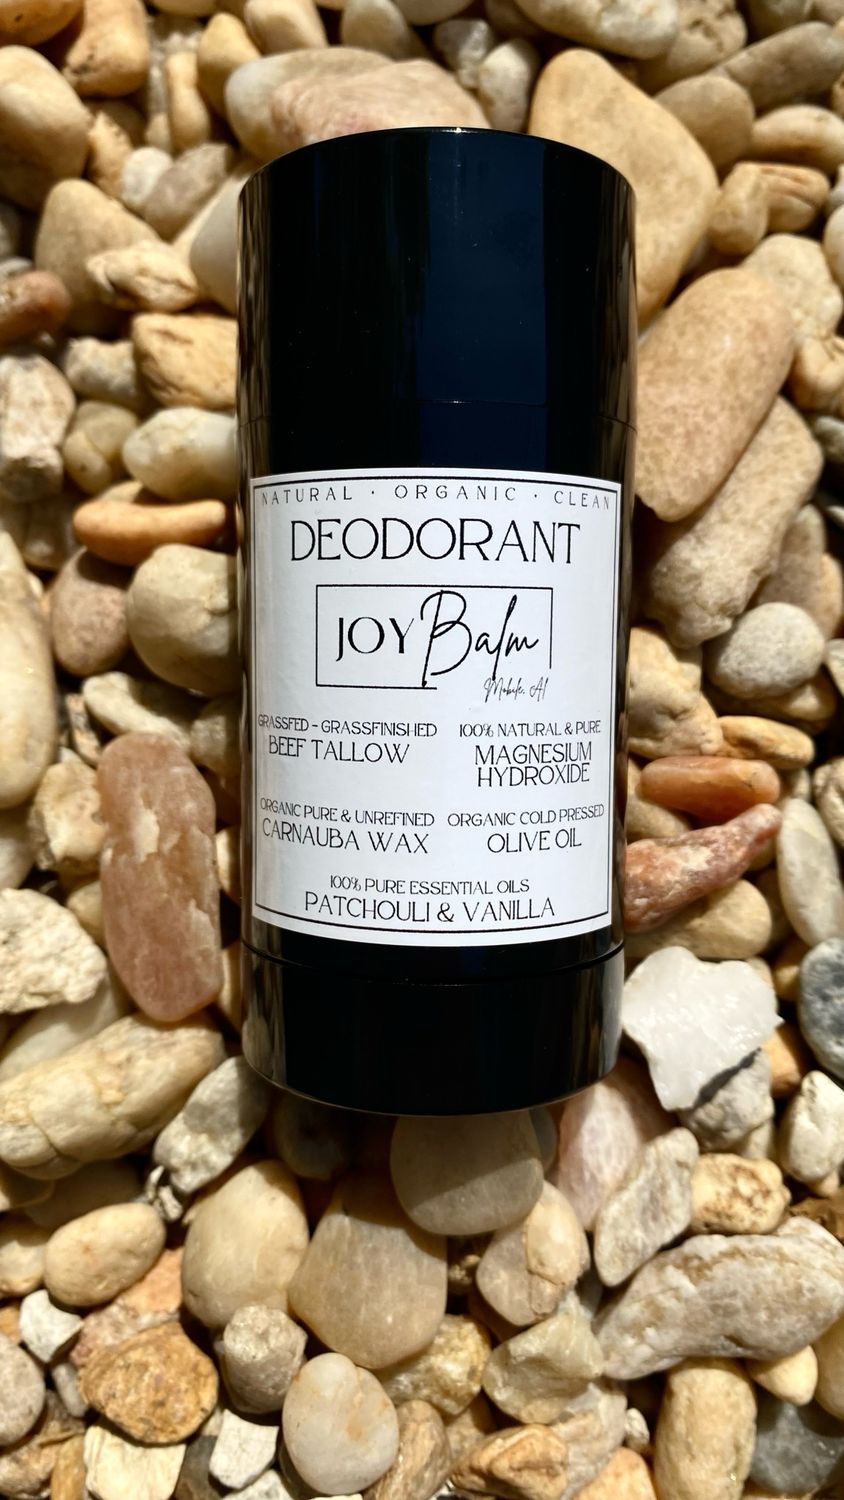 NATURAL · ORGANIC · CLEAN
DEODORANT
JOY Balm
Mobile, Al
GRASSFED - GRASSFINISHED
BEEF TALLOW
100% NATURAL & PURE
MAGNESIUM
HYDROXIDE
ORGANIC PURE & UNREFINED
CARNAUBA WAX
ORGANIC COLD PRESSED
OLIVE OIL
100% PURE ESSENTIAL OILS
PATCHOULI & VANILLA